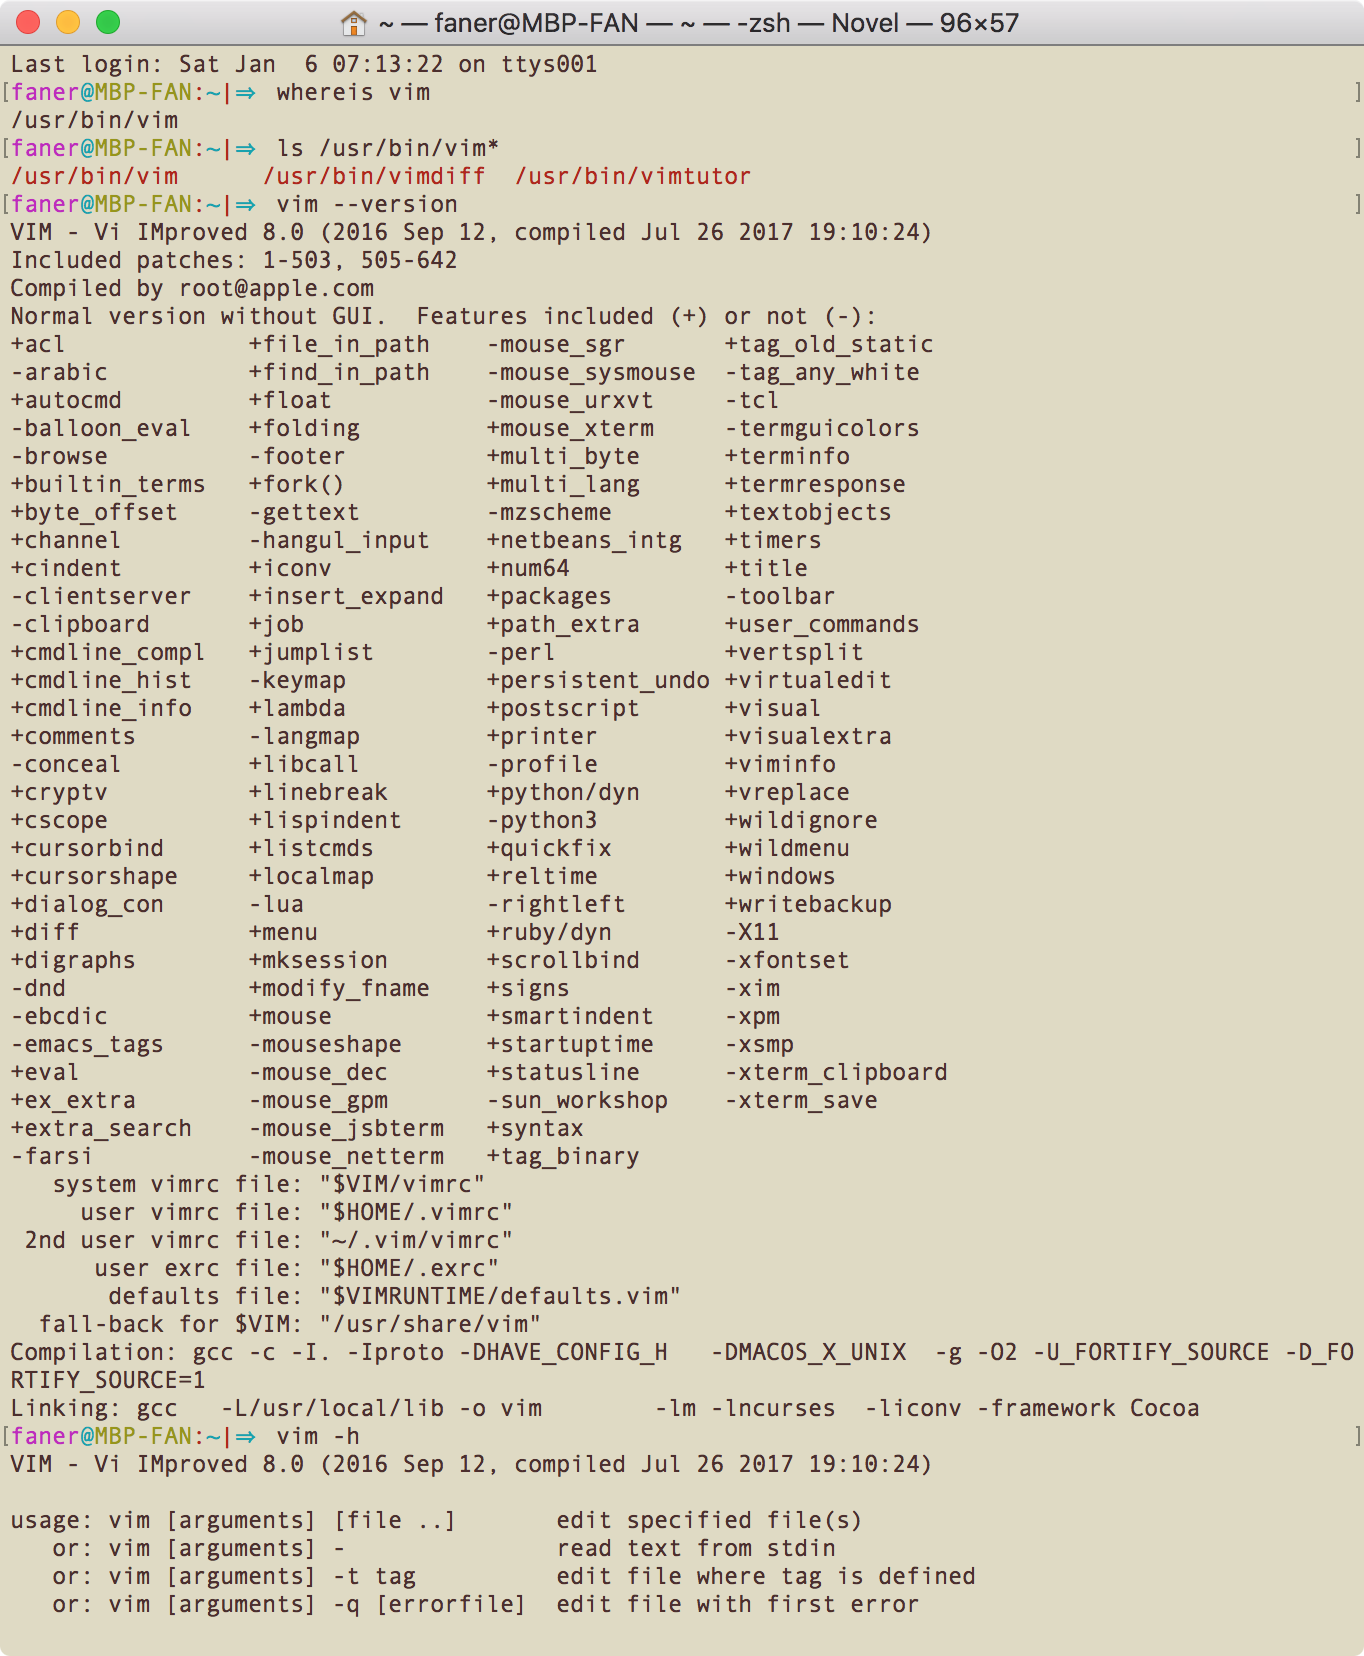 ~ — faner@MBP-FAN — ~ — -zsh — Novel — 96×57
Last login: Sat Jan  6 07:13:22 on ttys001
[faner@MBP-FAN:~|⇒  whereis vim ]
/usr/bin/vim
[faner@MBP-FAN:~|⇒  ls /usr/bin/vim* ]
/usr/bin/vim      /usr/bin/vimdiff  /usr/bin/vimtutor
[faner@MBP-FAN:~|⇒  vim --version ]
VIM - Vi IMproved 8.0 (2016 Sep 12, compiled Jul 26 2017 19:10:24)
Included patches: 1-503, 505-642
Compiled by root@apple.com
Normal version without GUI.  Features included (+) or not (-):
+acl             +file_in_path    -mouse_sgr       +tag_old_static
-arabic          +find_in_path    -mouse_sysmouse  -tag_any_white
+autocmd         +float           -mouse_urxvt     -tcl
-balloon_eval    +folding         +mouse_xterm     -termguicolors
-browse          -footer          +multi_byte      +terminfo
+builtin_terms   +fork()          +multi_lang      +termresponse
+byte_offset     -gettext         -mzscheme        +textobjects
+channel         -hangul_input    +netbeans_intg   +timers
+cindent         +iconv           +num64           +title
-clientserver    +insert_expand   +packages        -toolbar
-clipboard       +job             +path_extra      +user_commands
+cmdline_compl   +jumplist        -perl            +vertsplit
+cmdline_hist    -keymap          +persistent_undo +virtualedit
+cmdline_info    +lambda          +postscript      +visual
+comments        -langmap         +printer         +visualextra
-conceal         +libcall         -profile         +viminfo
+cryptv          +linebreak       +python/dyn      +vreplace
+cscope          +lispindent      -python3         +wildignore
+cursorbind      +listcmds        +quickfix        +wildmenu
+cursorshape     +localmap        +reltime         +windows
+dialog_con      -lua             -rightleft       +writebackup
+diff            +menu            +ruby/dyn        -X11
+digraphs        +mksession       +scrollbind      -xfontset
-dnd             +modify_fname    +signs           -xim
-ebcdic          +mouse           +smartindent     -xpm
-emacs_tags      -mouseshape      +startuptime     -xsmp
+eval            -mouse_dec       +statusline      -xterm_clipboard
+ex_extra        -mouse_gpm       -sun_workshop    -xterm_save
+extra_search    -mouse_jsbterm   +syntax
-farsi           -mouse_netterm   +tag_binary
   system vimrc file: "$VIM/vimrc"
     user vimrc file: "$HOME/.vimrc"
 2nd user vimrc file: "~/.vim/vimrc"
      user exrc file: "$HOME/.exrc"
       defaults file: "$VIMRUNTIME/defaults.vim"
  fall-back for $VIM: "/usr/share/vim"
Compilation: gcc -c -I. -Iproto -DHAVE_CONFIG_H   -DMACOS_X_UNIX  -g -O2 -U_FORTIFY_SOURCE -D_FO
RTIFY_SOURCE=1
Linking: gcc   -L/usr/local/lib -o vim        -lm -lncurses  -liconv -framework Cocoa
[faner@MBP-FAN:~|⇒  vim -h ]
VIM - Vi IMproved 8.0 (2016 Sep 12, compiled Jul 26 2017 19:10:24)
usage: vim [arguments] [file ..]       edit specified file(s)
   or: vim [arguments] -               read text from stdin
   or: vim [arguments] -t tag          edit file where tag is defined
   or: vim [arguments] -q [errorfile]  edit file with first error